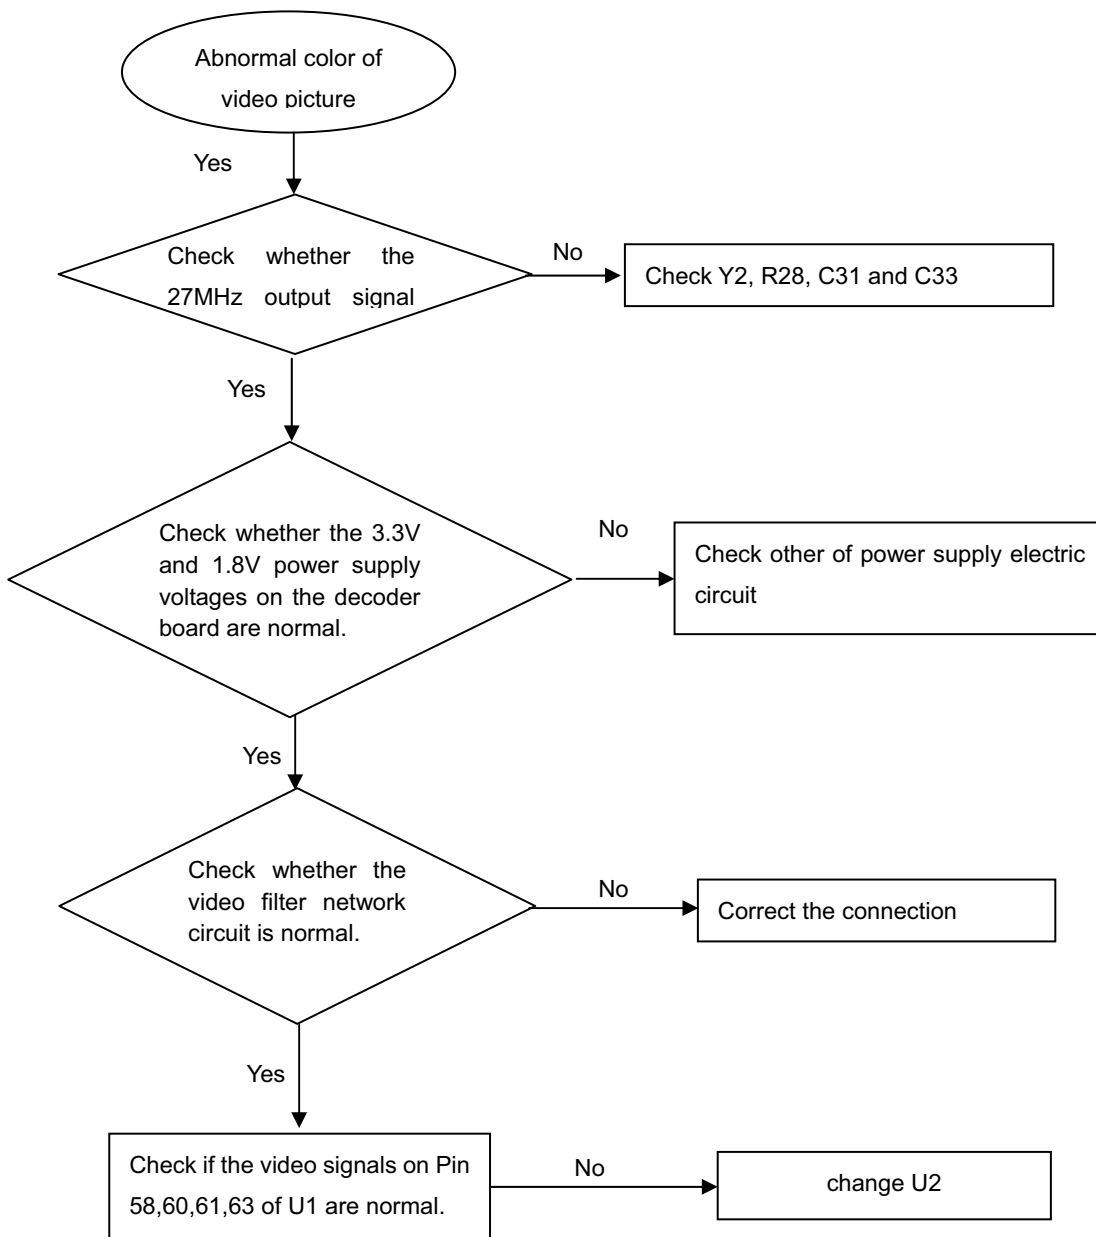 Abnormal color of
video picture
Yes
Check whether the
27MHz output signal
No
Check Y2, R28, C31 and C33
Yes
Check whether the 3.3V
and 1.8V power supply
voltages on the decoder
board are normal.
No
Check other of power supply electric
circuit
Yes
Check whether the
video filter network
circuit is normal.
No
Correct the connection
Yes
Check if the video signals on Pin
58,60,61,63 of U1 are normal.
No
change U2